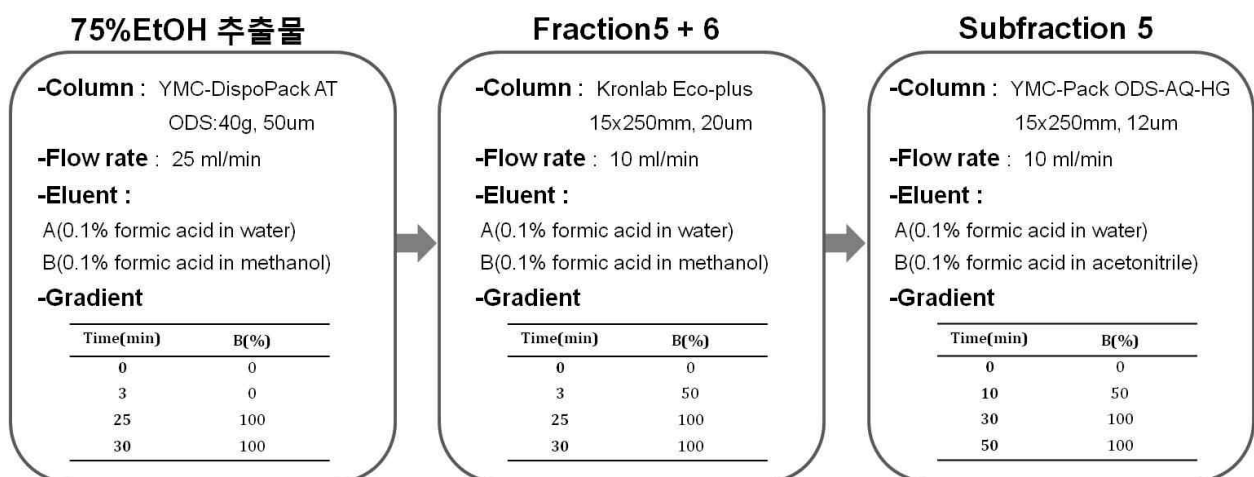 75%EtOH 추출물
-Column : YMC-DispoPack AT
ODS:40g, 50um
-Flow rate : 25 ml/min
-Eluent :
A(0.1% formic acid in water)
B(0.1% formic acid in methanol)
-Gradient
Time(min) B(%)
0 0
3 0
25 100
30 100
Fraction5 + 6
-Column : Kronlab Eco-plus
15x250mm, 20um
-Flow rate : 10 ml/min
-Eluent :
A(0.1% formic acid in water)
B(0.1% formic acid in methanol)
-Gradient
Time(min) B(%)
0 0
3 50
25 100
30 100
Subfraction 5
-Column : YMC-Pack ODS-AQ-HG
15x250mm, 12um
-Flow rate : 10 ml/min
-Eluent :
A(0.1% formic acid in water)
B(0.1% formic acid in acetonitrile)
-Gradient
Time(min) B(%)
0 0
10 50
30 100
50 100